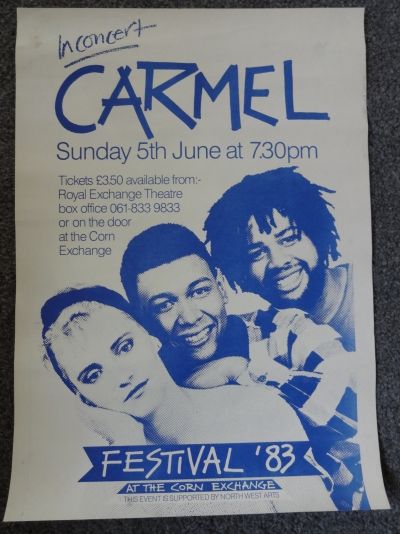 In concert
CARMEL
Sunday 5th June at 7.30pm
Tickets £3.50 available from:-
Royal Exchange Theatre
box office 061-833 9833
or on the door
at the Corn
Exchange
FESTIVAL '83
AT THE CORN EXCHANGE
THIS EVENT IS SUPPORTED BY NORTH WEST ARTS